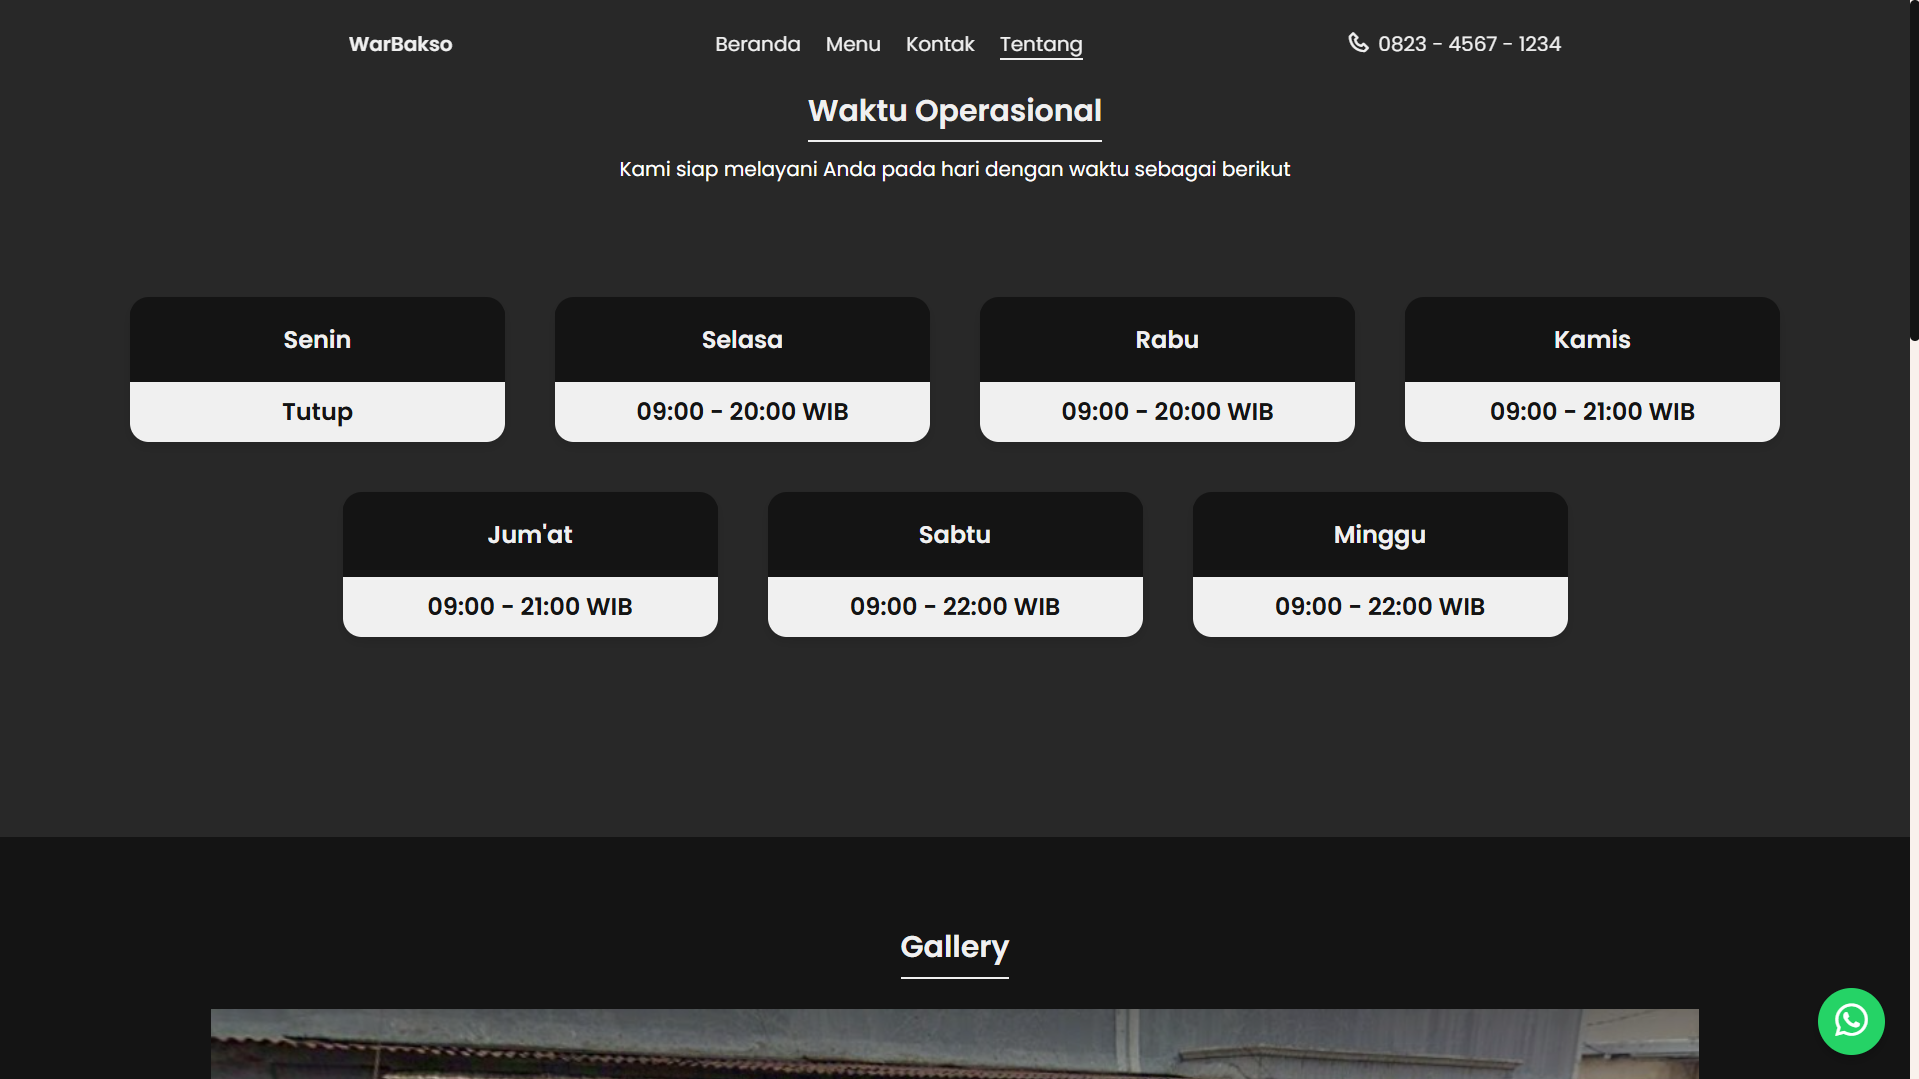 WarBakso
Beranda Menu Kontak Tentang
0823 - 4567 - 1234
Waktu Operasional
Kami siap melayani Anda pada hari dengan waktu sebagai berikut
Senin
Tutup
Selasa
09:00 - 20:00 WIB
Rabu
09:00 - 20:00 WIB
Kamis
09:00 - 21:00 WIB
Jum'at
09:00 - 21:00 WIB
Sabtu
09:00 - 22:00 WIB
Minggu
09:00 - 22:00 WIB
Gallery